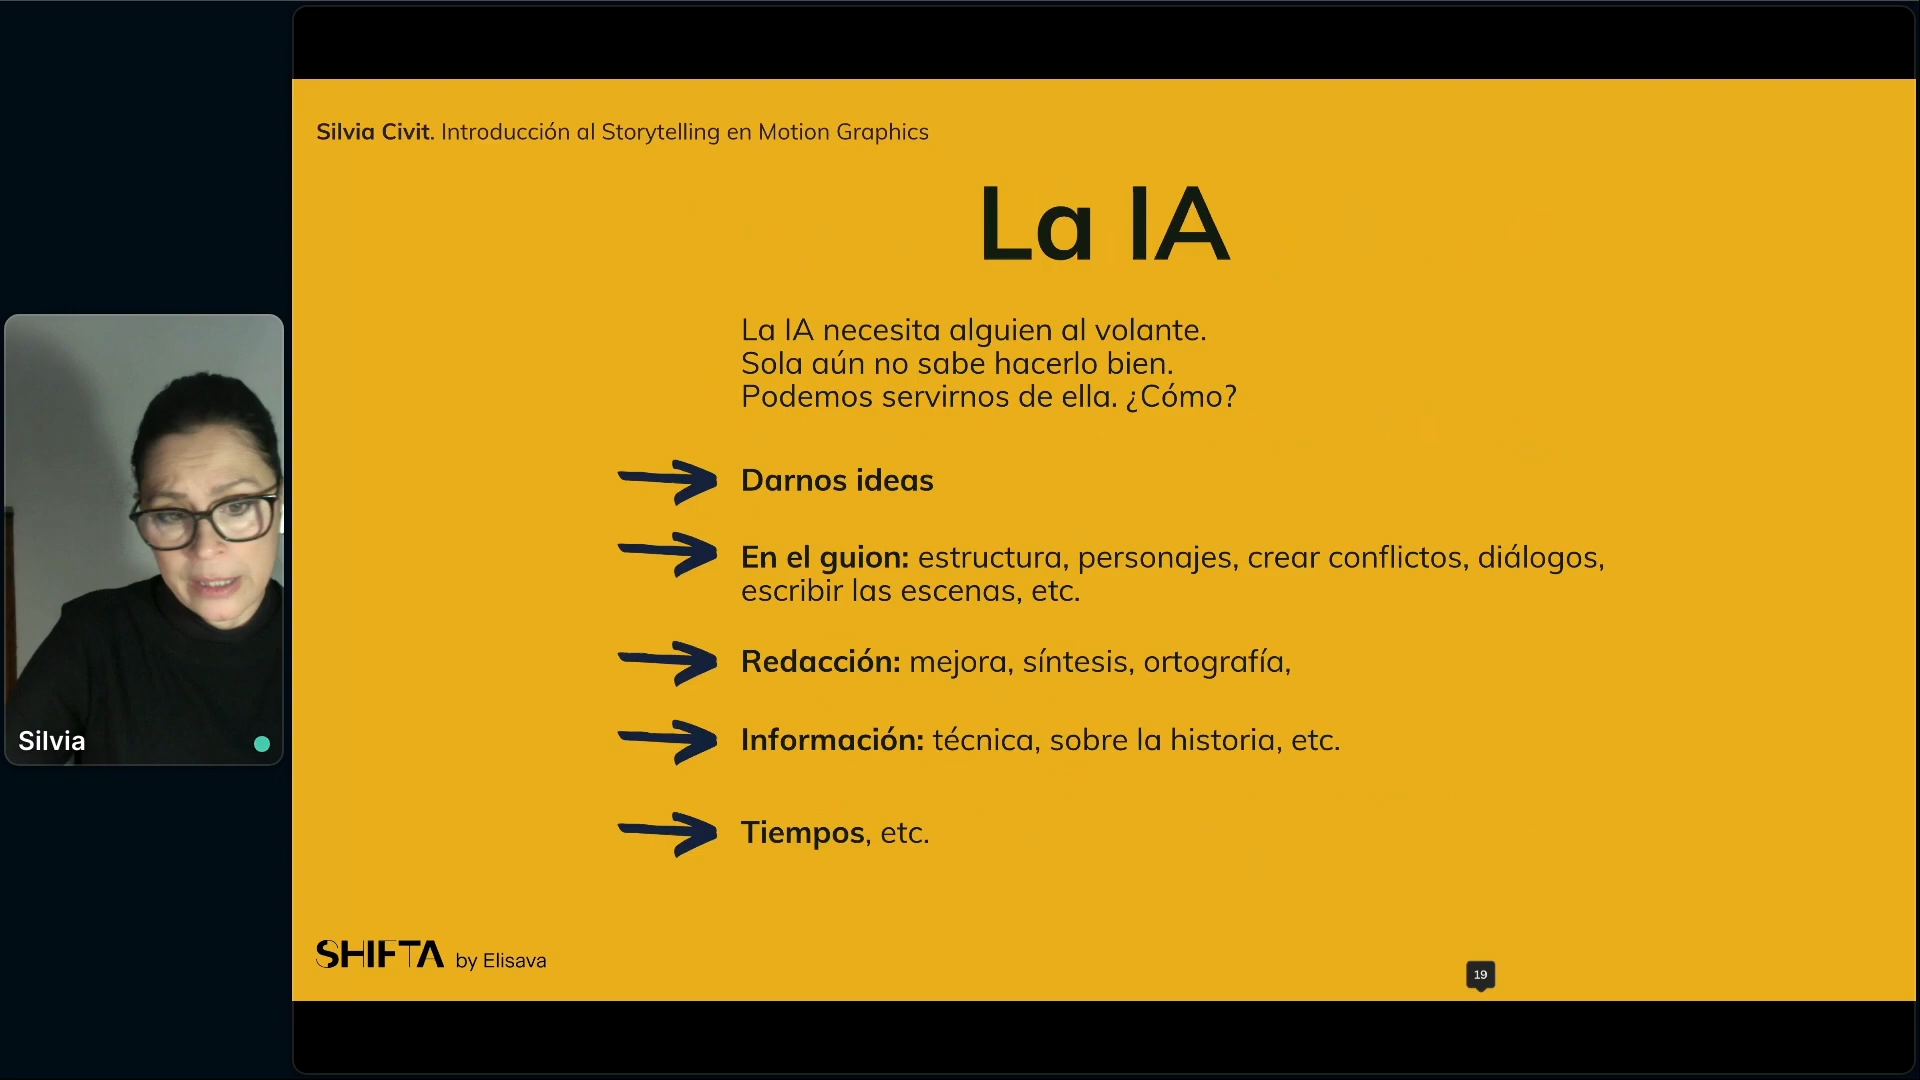 Silvia Civit. Introducción al Storytelling en Motion Graphics
La IA
La IA necesita alguien al volante.
Sola aún no sabe hacerlo bien.
Podemos servirnos de ella. ¿Cómo?
Darnos ideas
En el guion: estructura, personajes, crear conflictos, diálogos,
escribir las escenas, etc.
Redacción: mejora, síntesis, ortografía,
Información: técnica, sobre la historia, etc.
Tiempos, etc.
Silvia
SHIFTA by Elisava
19